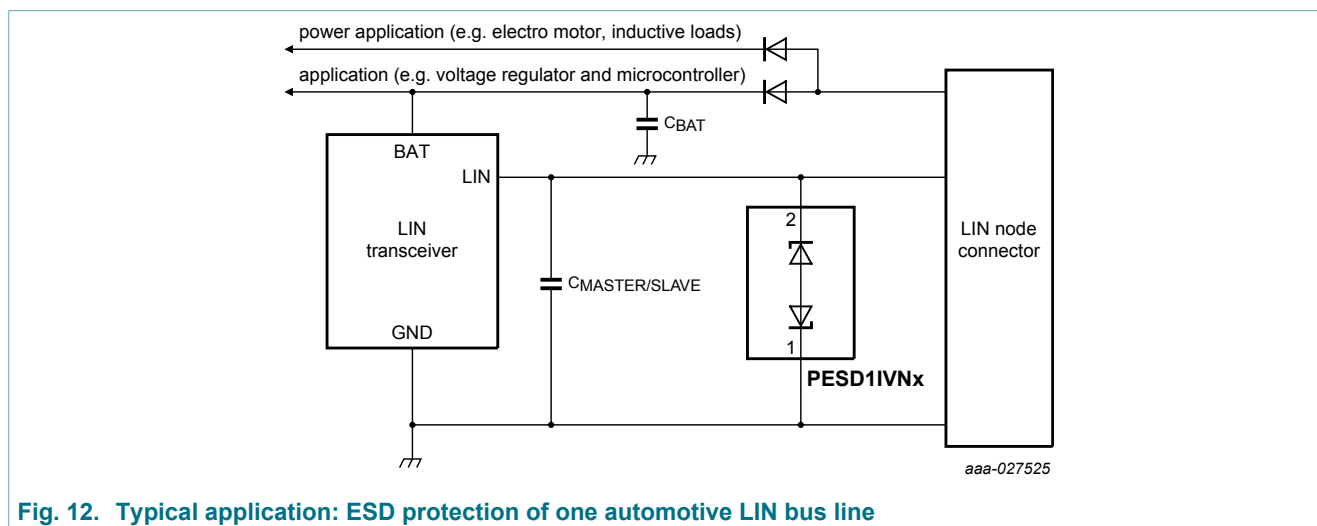 power application (e.g. electro motor, inductive loads)
application (e.g. voltage regulator and microcontroller)
CBAT
BAT
LIN
LIN
transceiver
GND
CMASTER/SLAVE
2
1
PESD1IVNx
LIN node
connector
aaa-027525
Fig. 12. Typical application: ESD protection of one automotive LIN bus line